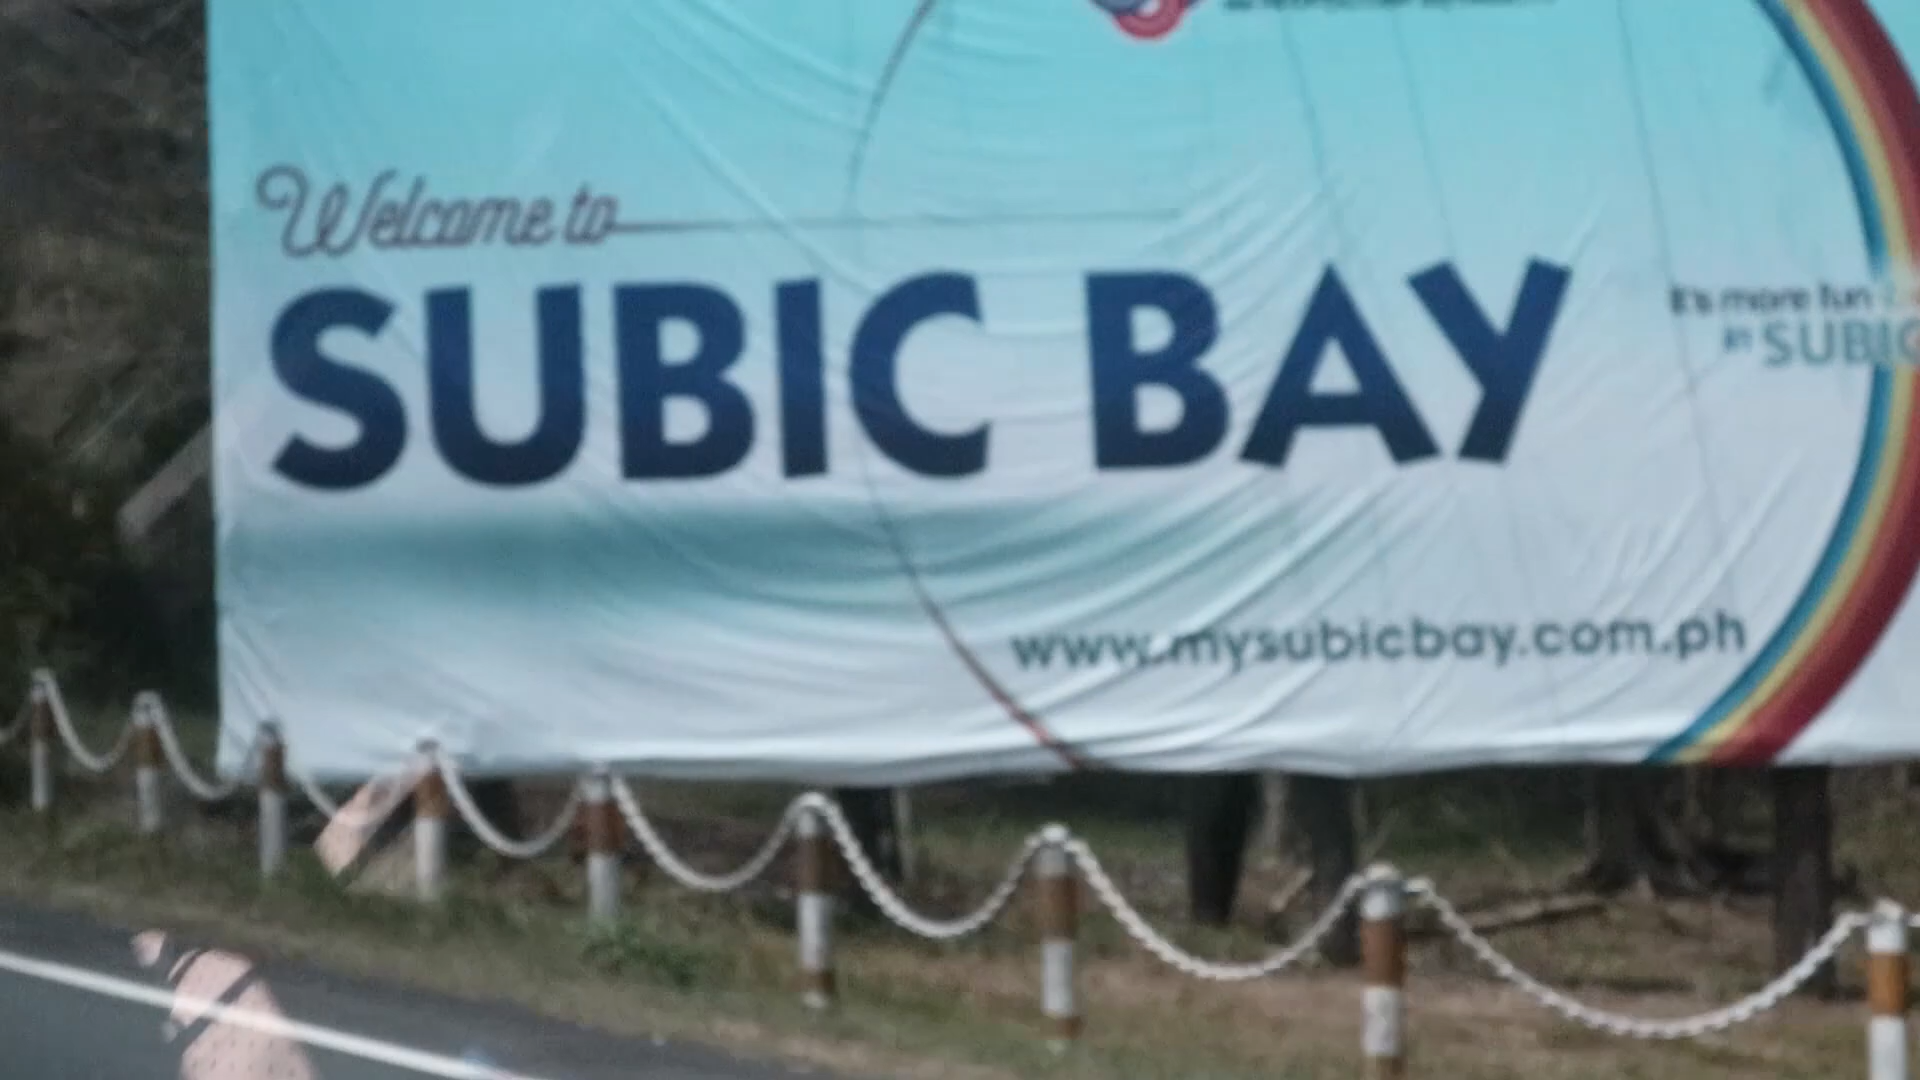 Welcome to
SUBIC BAY
It's more fun
in SUBIC
www.mysubicbay.com.ph